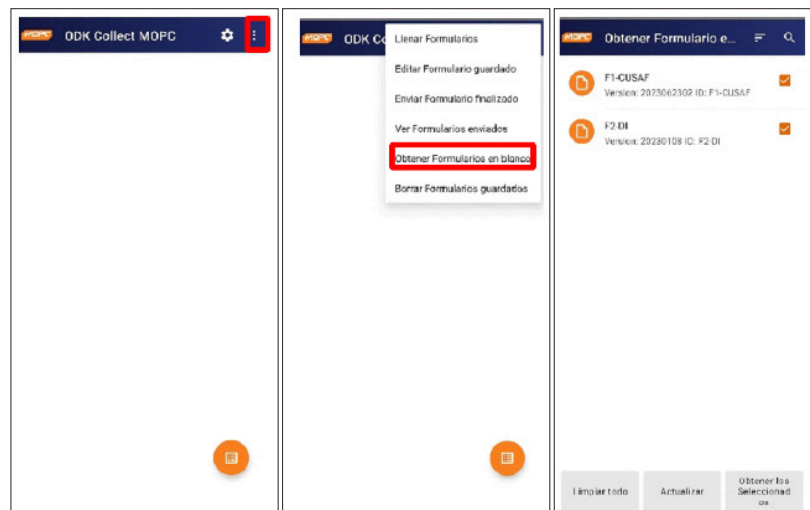 MOPC ODK Collect MOPC
MOPC ODK Co
Llenar Formularios
Editar Formulario guardado
Enviar Formulario finalizado
Ver Formularios enviados
Obtener Formularios en blanco
Borrar Formularios guardados
MOPC Obtener Formulario e...
F1-CUSAF
Version: 2023062302 ID: F1-CUSAF
F2-DI
Version: 20230108 ID: F2-DI
Limpiar todo
Actualizar
Obtener los
Seleccionad
os